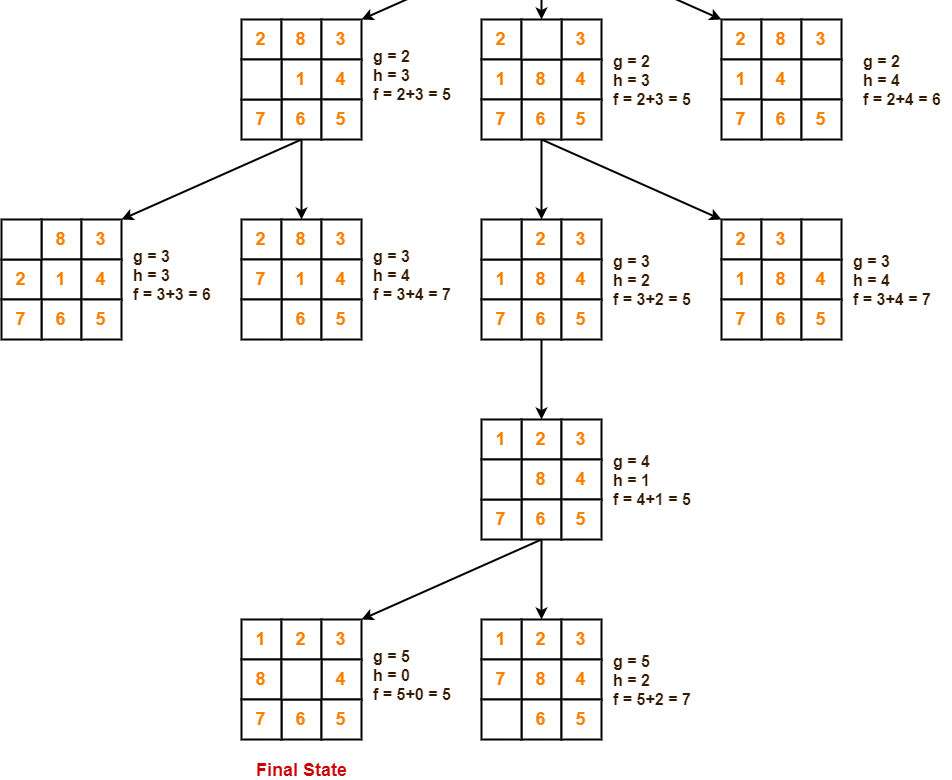 2 8 3
1 4
7 6 5
g = 2
h = 3
f = 2+3 = 5
2 3
1 8 4
7 6 5
g = 2
h = 3
f = 2+3 = 5
2 8 3
1 4
7 6 5
g = 2
h = 4
f = 2+4 = 6
8 3
2 1 4
7 6 5
g = 3
h = 3
f = 3+3 = 6
2 8 3
7 1 4
6 5
g = 3
h = 4
f = 3+4 = 7
2 3
1 8 4
7 6 5
g = 3
h = 2
f = 3+2 = 5
2 3
1 8 4
7 6 5
g = 3
h = 4
f = 3+4 = 7
1 2 3
8 4
7 6 5
g = 4
h = 1
f = 4+1 = 5
1 2 3
8 4
7 6 5
g = 5
h = 0
f = 5+0 = 5
1 2 3
7 8 4
6 5
g = 5
h = 2
f = 5+2 = 7
Final State